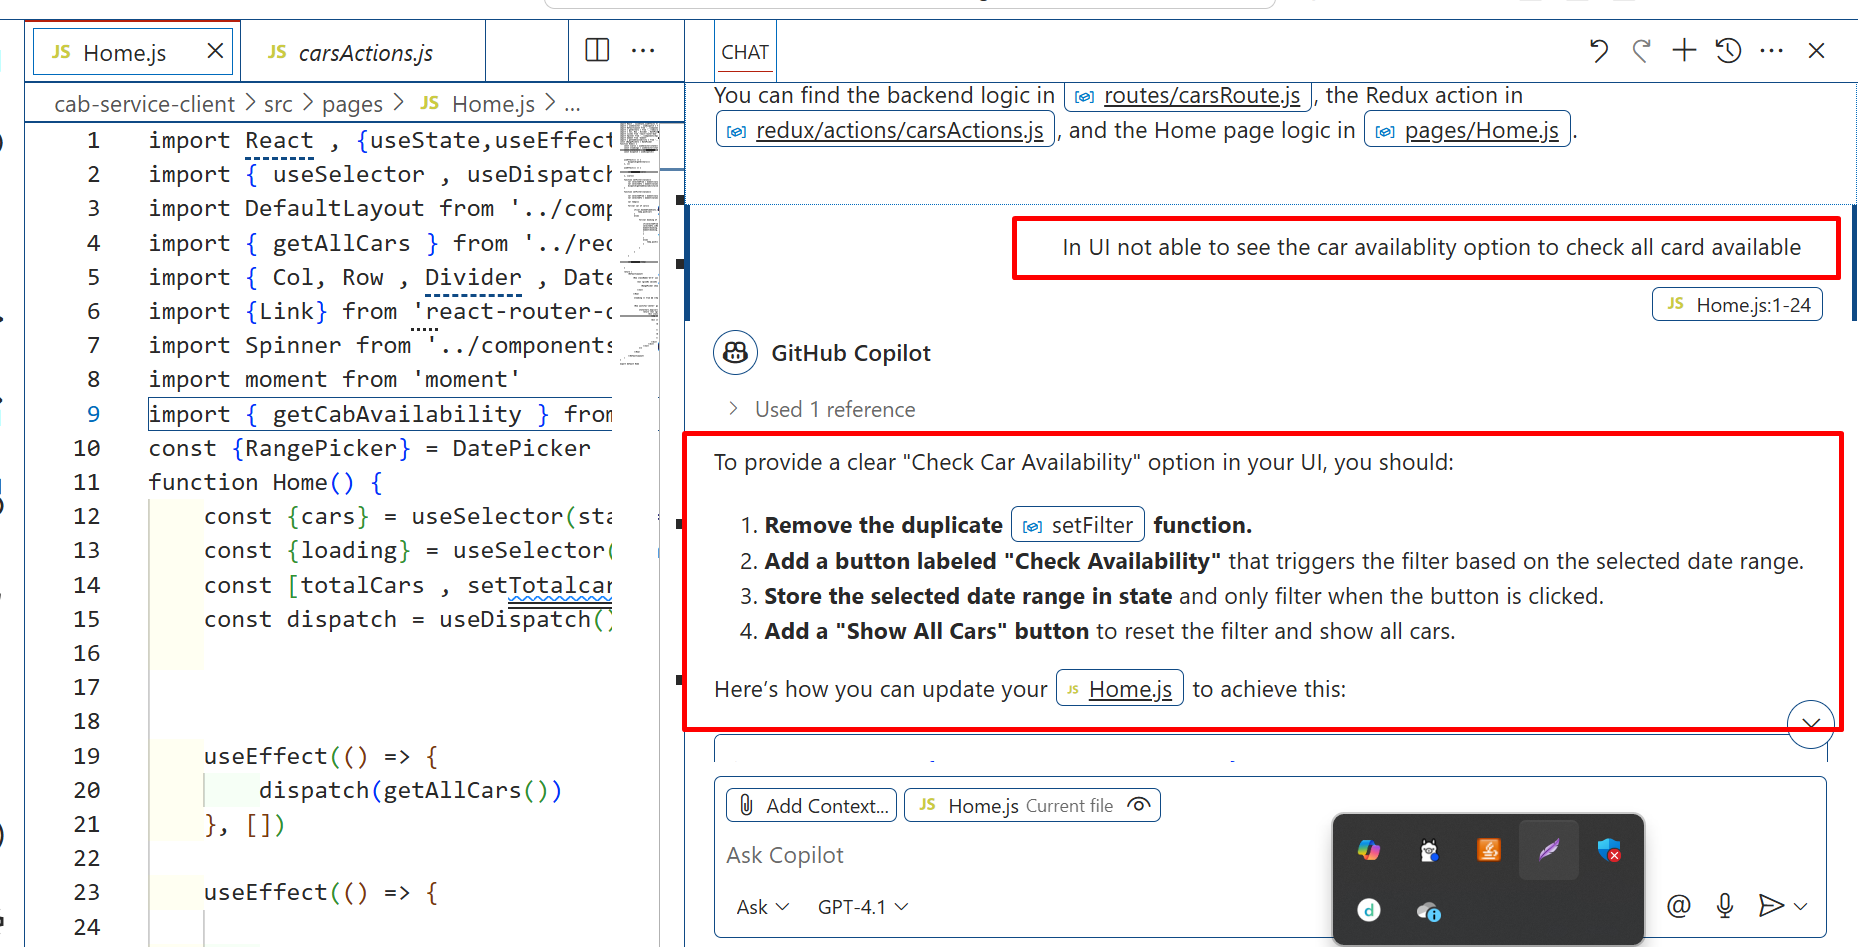 JS Home.js
JS carsActions.js
cab-service-client > src > pages > JS Home.js > ...
1 import React , {useState,useEffect
2 import { useSelector , useDispatch
3 import DefaultLayout from '../comp
4 import { getAllCars } from '../red
5 import { Col, Row , Divider , Date
6 import {Link} from 'react-router-d
7 import Spinner from '../components
8 import moment from 'moment'
9 import { getCabAvailability } from
10 const {RangePicker} = DatePicker
11 function Home() {
12 const {cars} = useSelector(sta
13 const {loading} = useSelector(
14 const [totalCars , setTotalcar
15 const dispatch = useDispatch()
16
17
18
19 useEffect(() => {
20 dispatch(getAllCars())
21 }, [])
22
23 useEffect(() => {
24
CHAT
You can find the backend logic in routes/carsRoute.js, the Redux action in
redux/actions/carsActions.js, and the Home page logic in pages/Home.js.
In UI not able to see the car availablity option to check all card available
JS Home.js:1-24
GitHub Copilot
Used 1 reference
To provide a clear "Check Car Availability" option in your UI, you should:
1. Remove the duplicate setFilter function.
2. Add a button labeled "Check Availability" that triggers the filter based on the selected date range.
3. Store the selected date range in state and only filter when the button is clicked.
4. Add a "Show All Cars" button to reset the filter and show all cars.
Here’s how you can update your JS Home.js to achieve this:
Add Context... JS Home.js Current file
Ask Copilot
Ask GPT-4.1